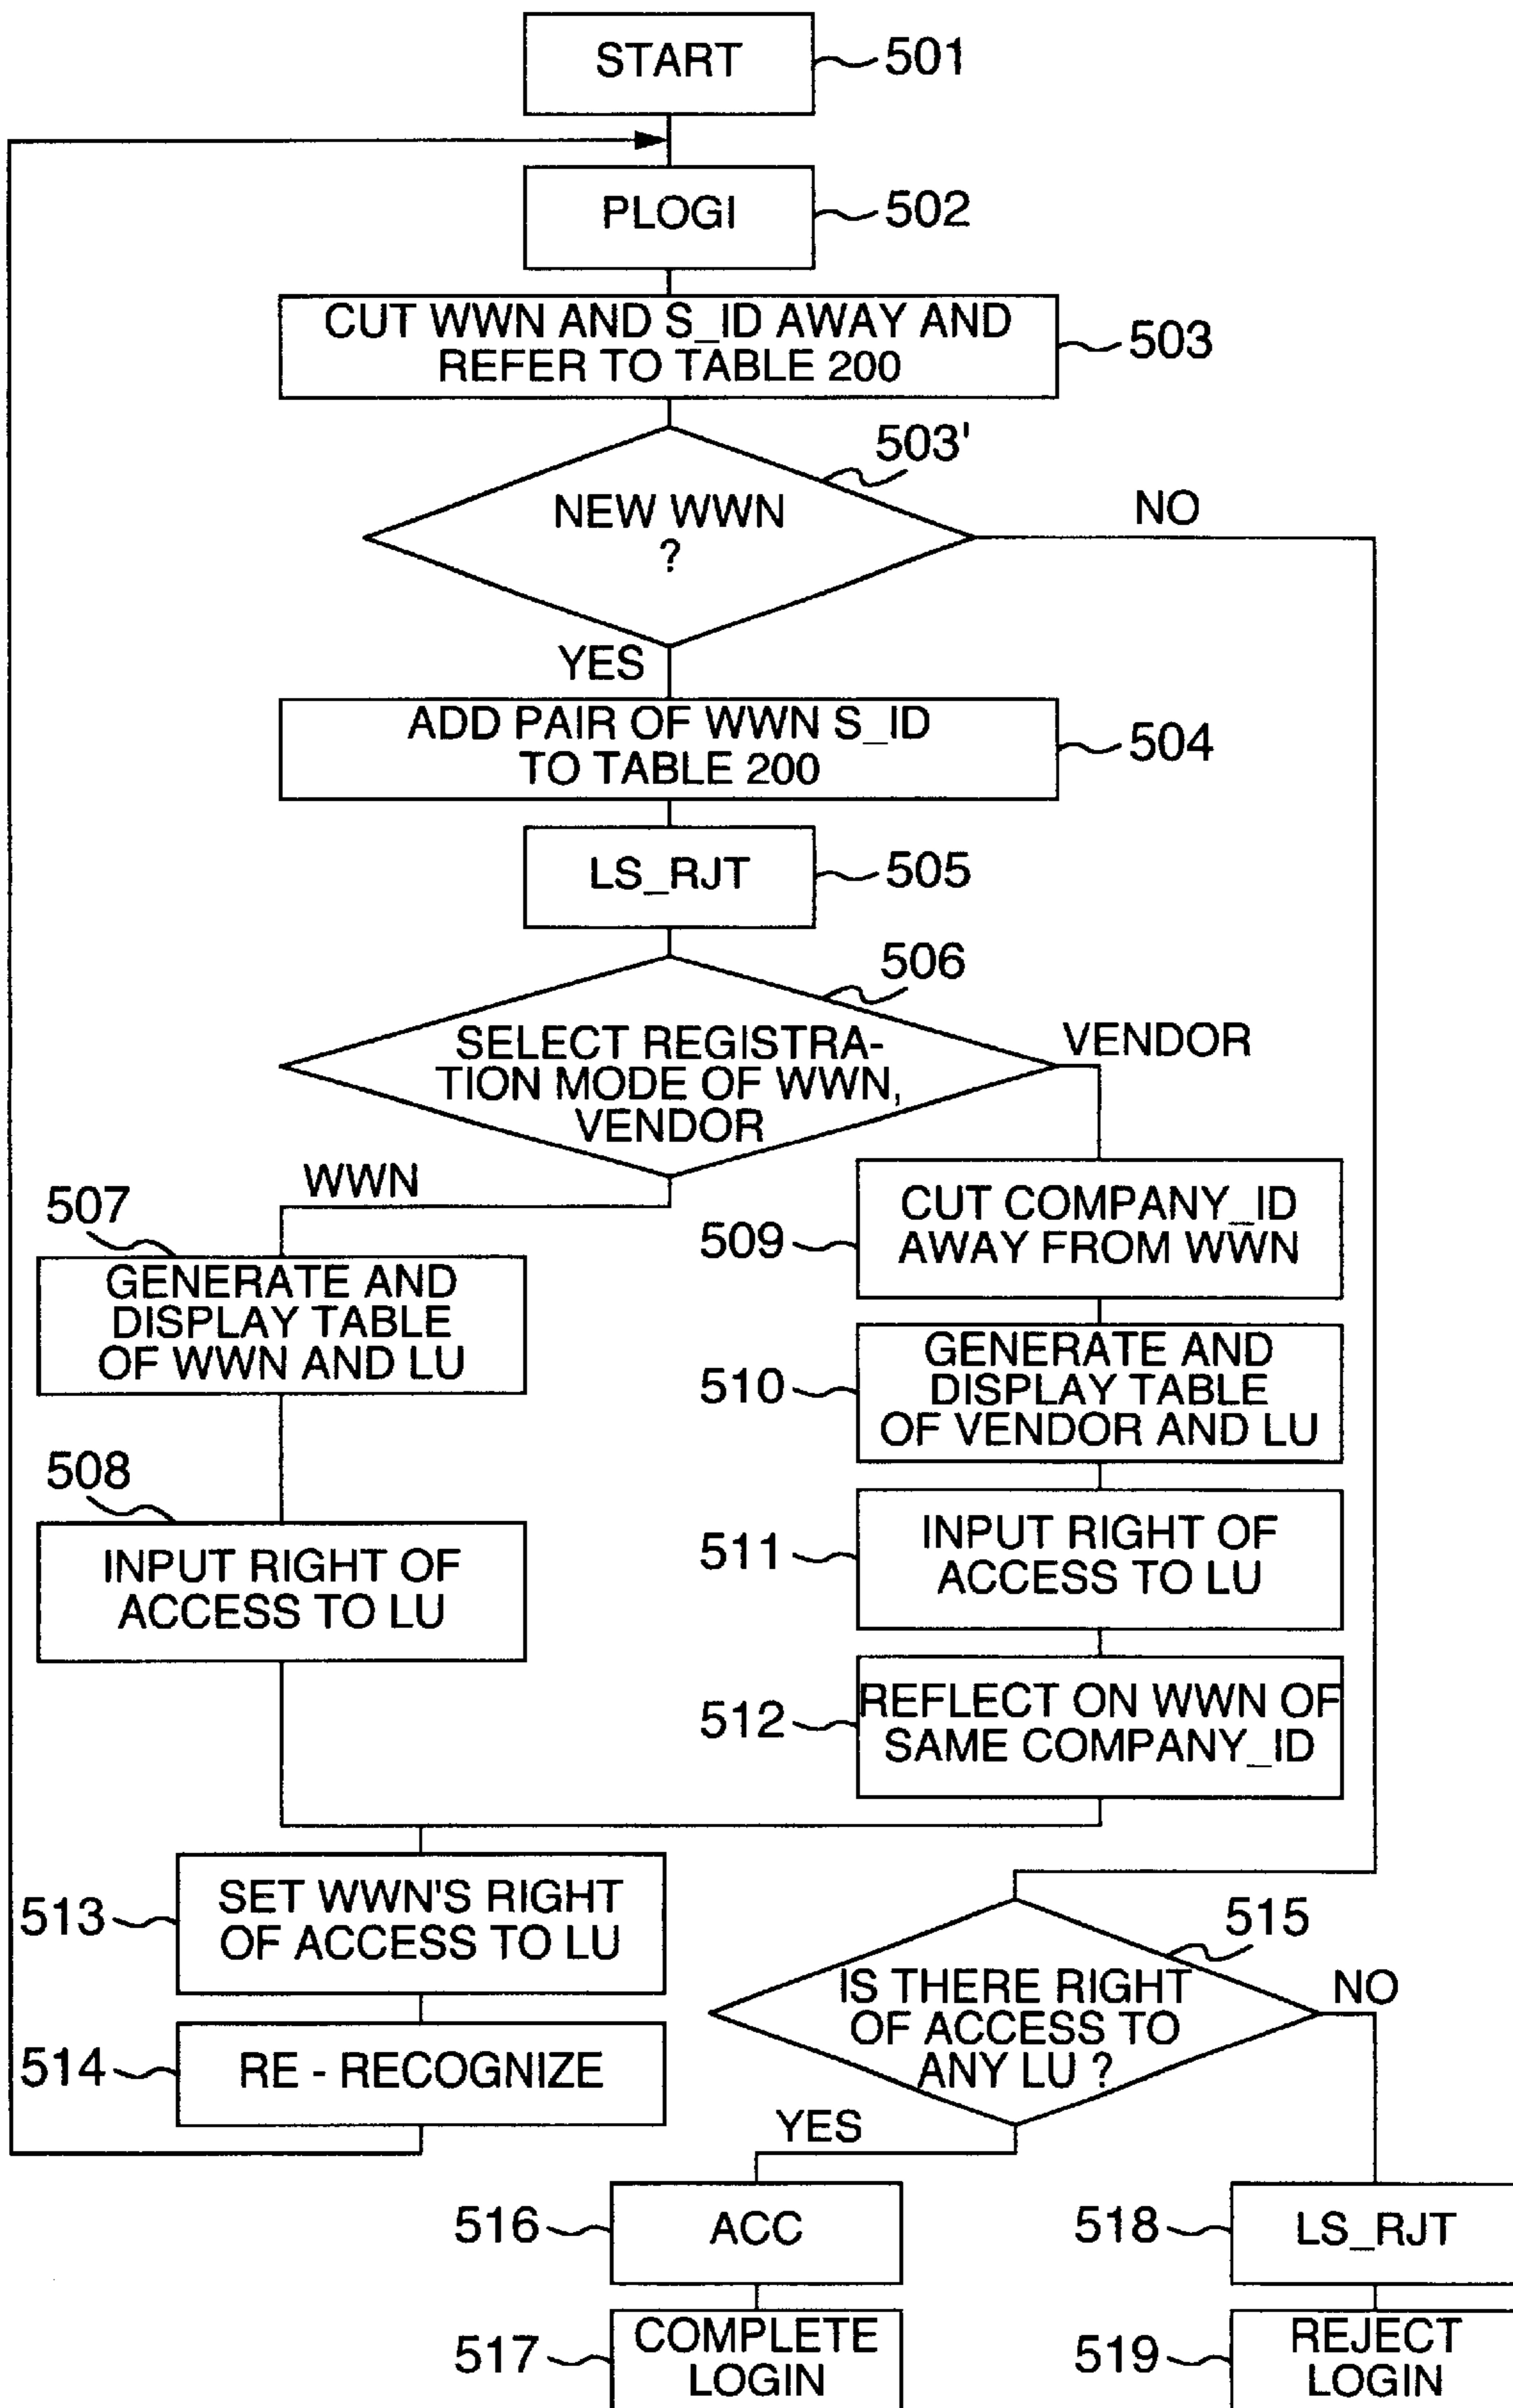 START
501
PLOGI
502
CUT WWN AND S_ID AWAY AND
REFER TO TABLE 200
503
503'
NEW WWN
?
NO
YES
ADD PAIR OF WWN S_ID
TO TABLE 200
504
LS_RJT
505
506
SELECT REGISTRA-
TION MODE OF WWN,
VENDOR
VENDOR
WWN
507
GENERATE AND
DISPLAY TABLE
OF WWN AND LU
508
INPUT RIGHT OF
ACCESS TO LU
509
CUT COMPANY_ID
AWAY FROM WWN
510
GENERATE AND
DISPLAY TABLE
OF VENDOR AND LU
511
INPUT RIGHT OF
ACCESS TO LU
512
REFLECT ON WWN OF
SAME COMPANY_ID
513
SET WWN'S RIGHT
OF ACCESS TO LU
514
RE - RECOGNIZE
515
IS THERE RIGHT
OF ACCESS TO
ANY LU ?
NO
YES
516
ACC
517
COMPLETE
LOGIN
518
LS_RJT
519
REJECT
LOGIN